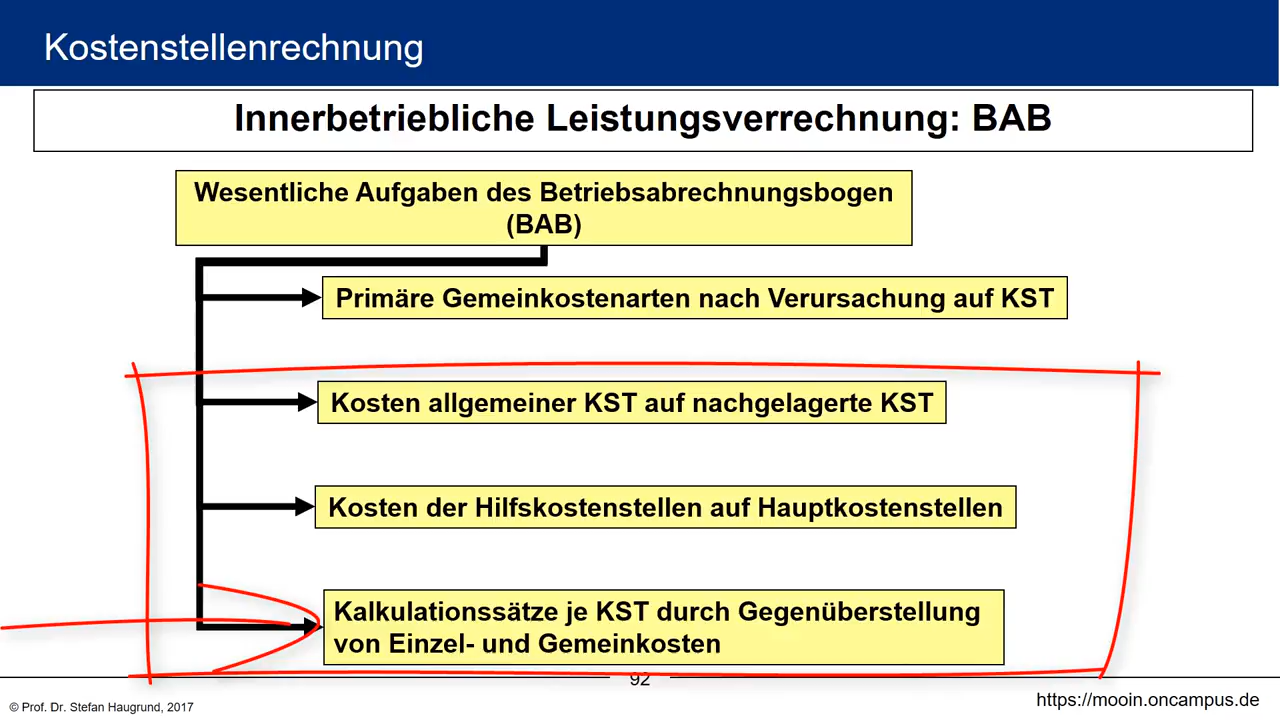 Kostenstellenrechnung
Innerbetriebliche Leistungsverrechnung: BAB
Wesentliche Aufgaben des Betriebsabrechnungsbogen
(BAB)
Primäre Gemeinkostenarten nach Verursachung auf KST
Kosten allgemeiner KST auf nachgelagerte KST
Kosten der Hilfskostenstellen auf Hauptkostenstellen
Kalkulationssätze je KST durch Gegenüberstellung
von Einzel- und Gemeinkosten
92
© Prof. Dr. Stefan Haugrund, 2017
https://mooin.oncampus.de